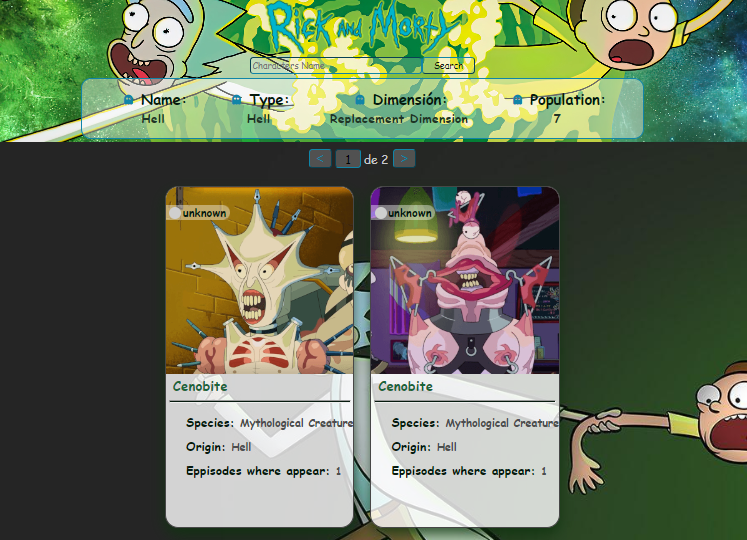 Rick and Morty
Characters Name Search
Name: Type: Dimensión: Population:
Hell Hell Replacement Dimension 7
< 1 de 2 >
unknown
Cenobite
Species: Mythological Creature
Origin: Hell
Eppisodes where appear: 1
unknown
Cenobite
Species: Mythological Creature
Origin: Hell
Eppisodes where appear: 1